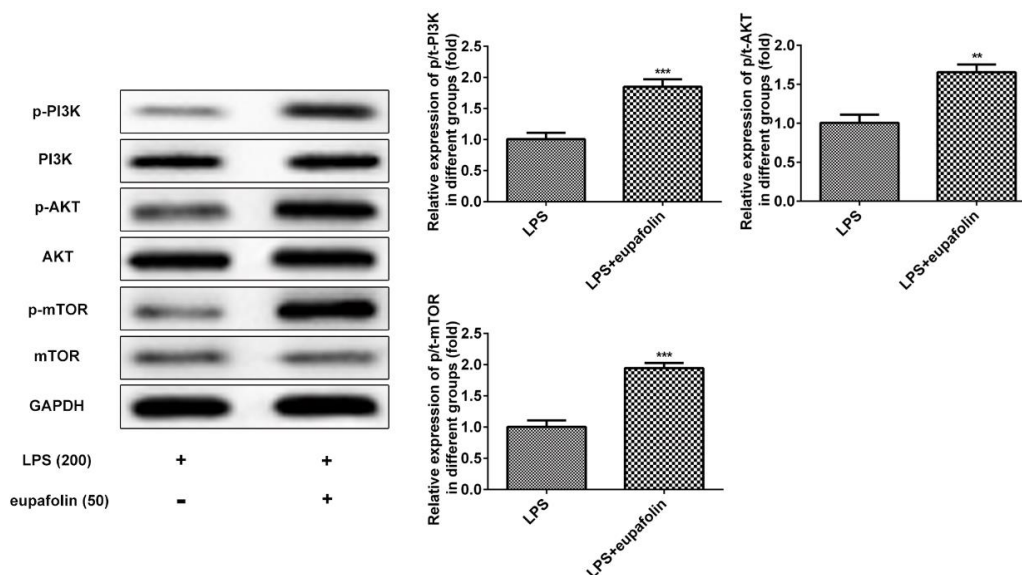 p-PI3K
PI3K
p-AKT
AKT
p-mTOR
mTOR
GAPDH
LPS (200) + +
eupafolin (50) - +
Relative expression of p/t-PI3K
in different groups (fold)
2.5
2.0
1.5
1.0
0.5
0.0
***
LPS
LPS+eupafolin
Relative expression of p/t-AKT
in different groups (fold)
2.0
1.5
1.0
0.5
0.0
**
LPS
LPS+eupafolin
Relative expression of p/t-mTOR
in different groups (fold)
2.5
2.0
1.5
1.0
0.5
0.0
***
LPS
LPS+eupafolin